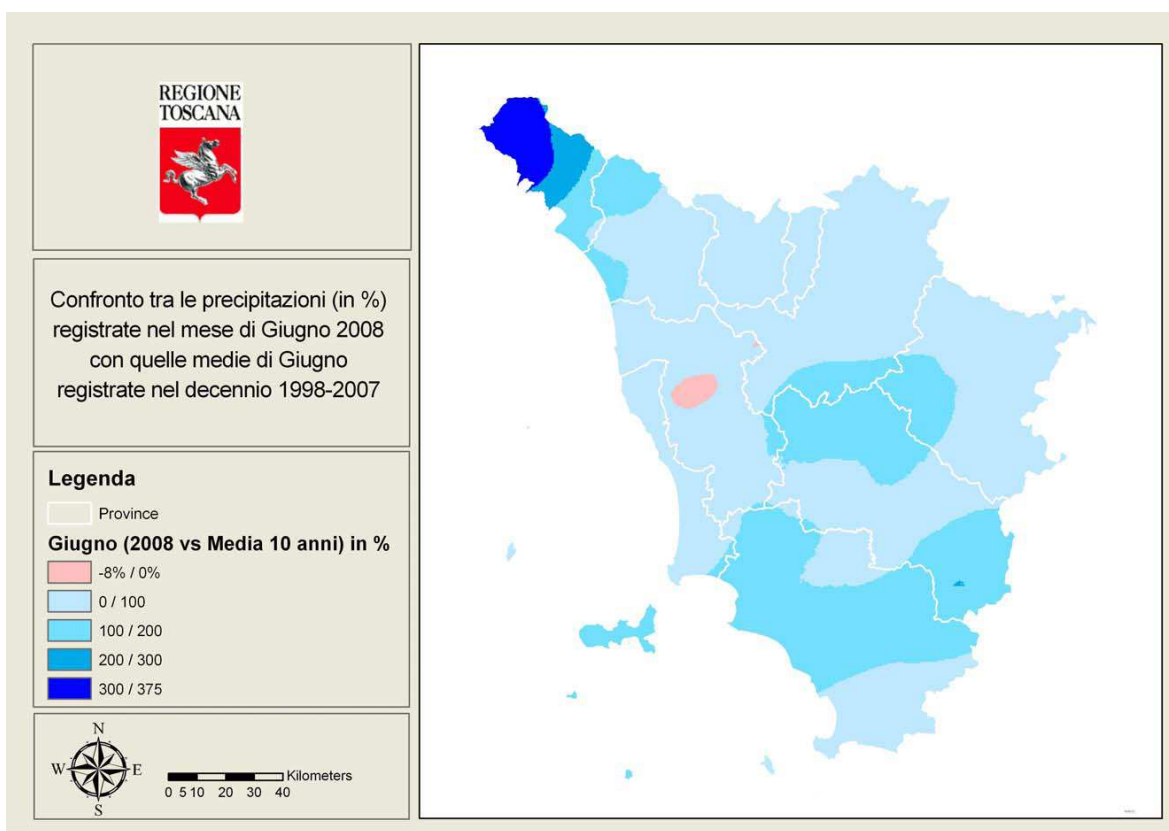 REGIONE
TOSCANA
Confronto tra le precipitazioni (in %)
registrate nel mese di Giugno 2008
con quelle medie di Giugno
registrate nel decennio 1998-2007
Legenda
Province
Giugno (2008 vs Media 10 anni) in %
-8% / 0%
0 / 100
100 / 200
200 / 300
300 / 375
N
W
E
S
Kilometers
0 5 10 20 30 40